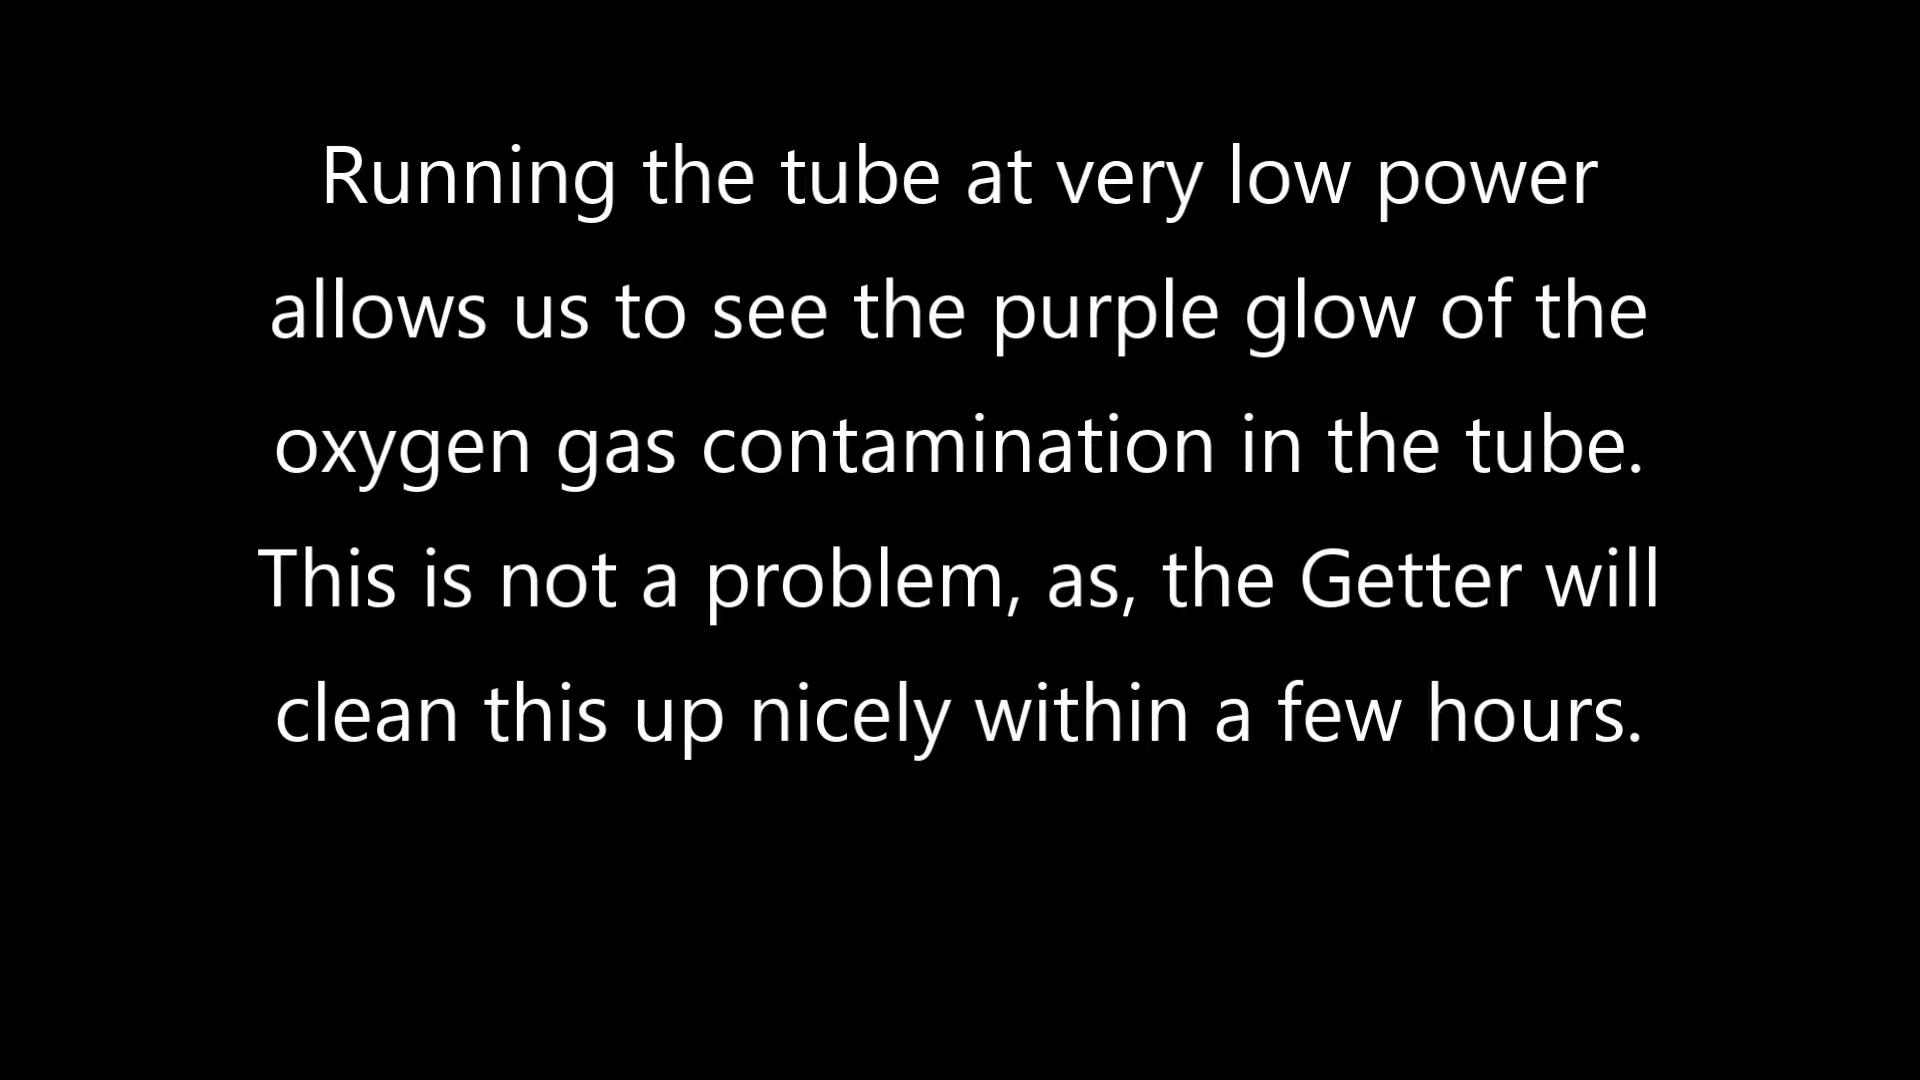 Running the tube at very low power
allows us to see the purple glow of the
oxygen gas contamination in the tube.
This is not a problem, as, the Getter will
clean this up nicely within a few hours.